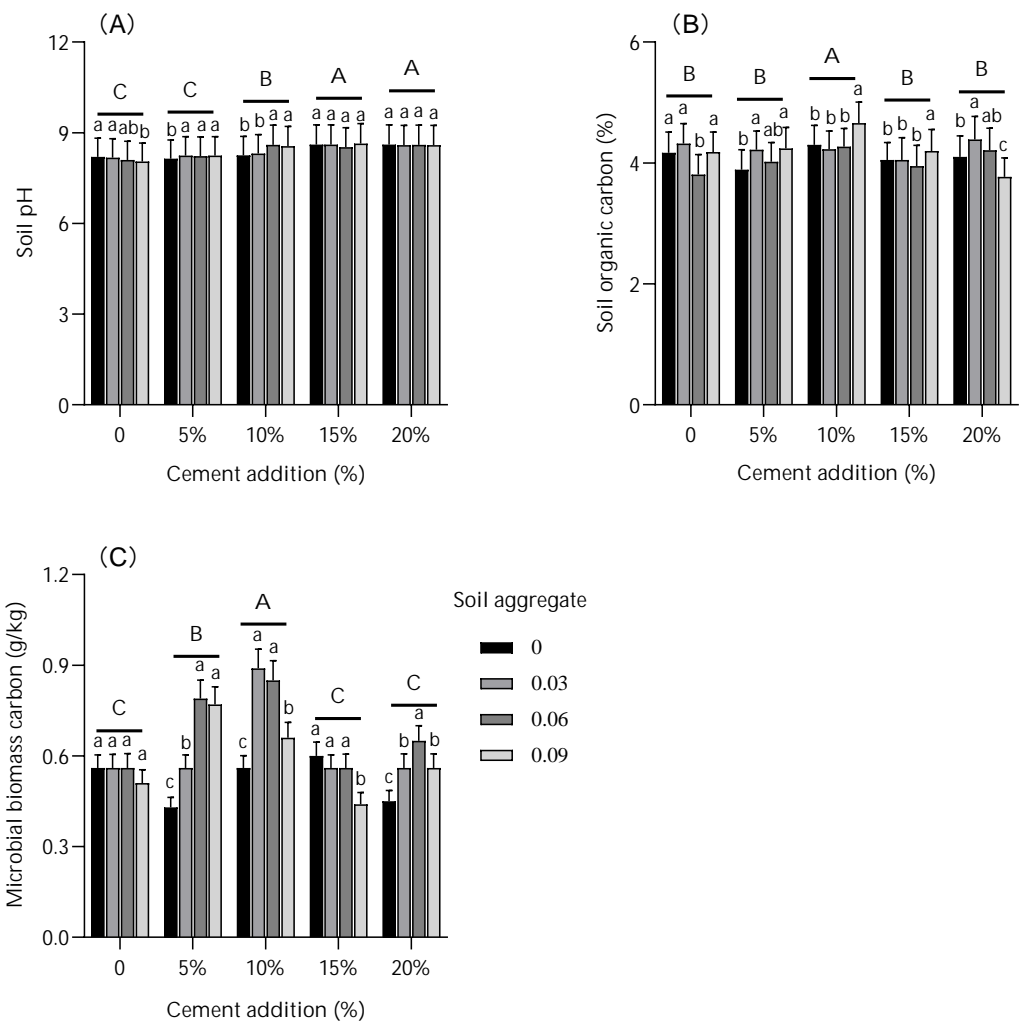 (A)
12
9
6
3
0
Soil pH
C C B A A
a a ab b b a a a b b a a a a a a a a a a
0 5% 10% 15% 20%
Cement addition (%)
(B)
6
4
2
0
Soil organic carbon (%)
B B A B B
a a b a b a ab a b b b a b b b a b a ab c
0 5% 10% 15% 20%
Cement addition (%)
(C)
1.2
0.9
0.6
0.3
0.0
Microbial biomass carbon (g/kg)
C B A C C
a a a a c b a a c a a b a a a b c b a b
0 5% 10% 15% 20%
Cement addition (%)
Soil aggregate
0
0.03
0.06
0.09